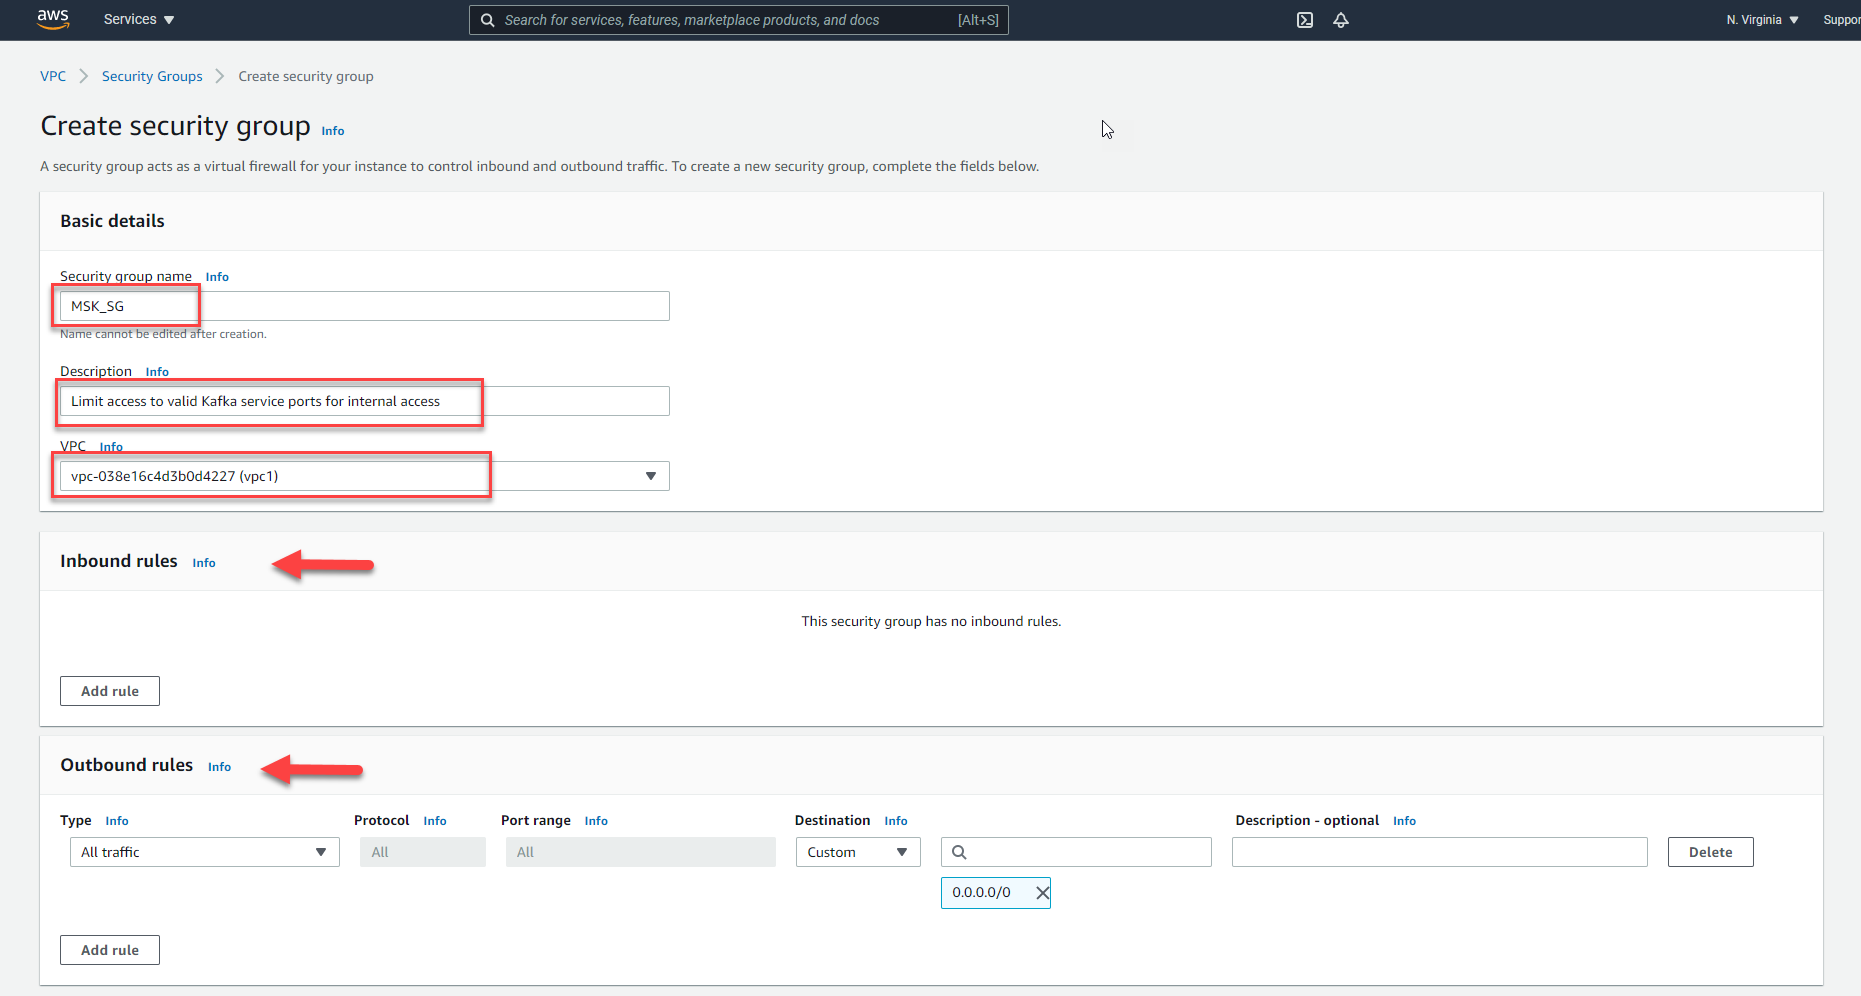 aws Services Search for services, features, marketplace products, and docs [Alt+S] N. Virginia
VPC Security Groups Create security group
Create security group Info
A security group acts as a virtual firewall for your instance to control inbound and outbound traffic. To create a new security group, complete the fields below.
Basic details
Security group name Info
MSK_SG
Name cannot be edited after creation.
Description Info
Limit access to valid Kafka service ports for internal access
VPC Info
vpc-038e16c4d3b0d4227 (vpc1)
Inbound rules Info
This security group has no inbound rules.
Add rule
Outbound rules Info
Type Info Protocol Info Port range Info Destination Info Description - optional Info
All traffic All All Custom Delete
0.0.0.0/0
Add rule